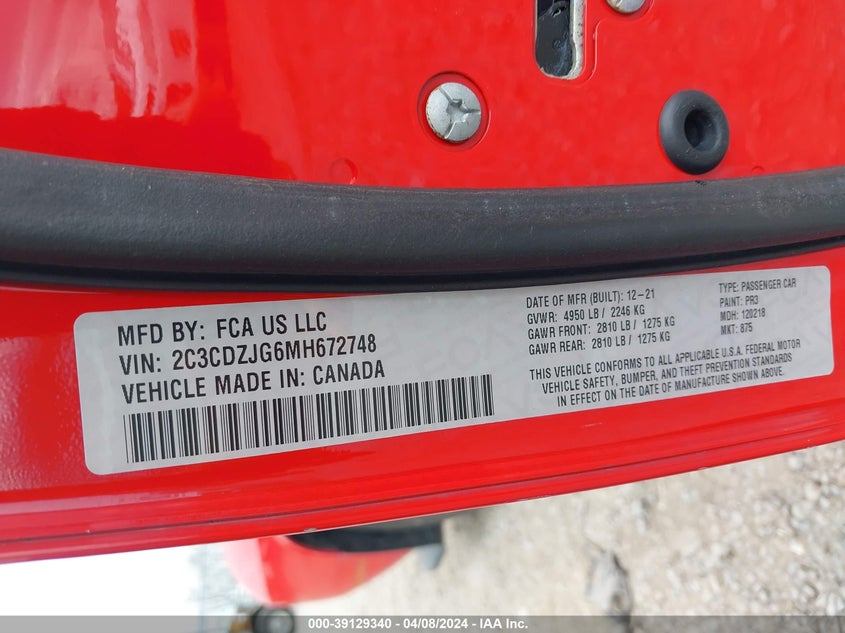 MFD BY: FCA US LLC
VIN: 2C3CDZJG6MH672748
VEHICLE MADE IN: CANADA
DATE OF MFR (BUILT): 12-21
GVWR: 4950 LB / 2246 KG
GAWR FRONT: 2810 LB / 1275 KG
GAWR REAR: 2810 LB / 1275 KG
TYPE: PASSENGER CAR
PAINT: PR3
MDH: 120218
MKT: 875
THIS VEHICLE CONFORMS TO ALL APPLICABLE U.S.A. FEDERAL MOTOR
VEHICLE SAFETY, BUMPER, AND THEFT PREVENTION STANDARDS
IN EFFECT ON THE DATE OF MANUFACTURE SHOWN ABOVE.
000-39129340 - 04/08/2024 - IAA Inc.